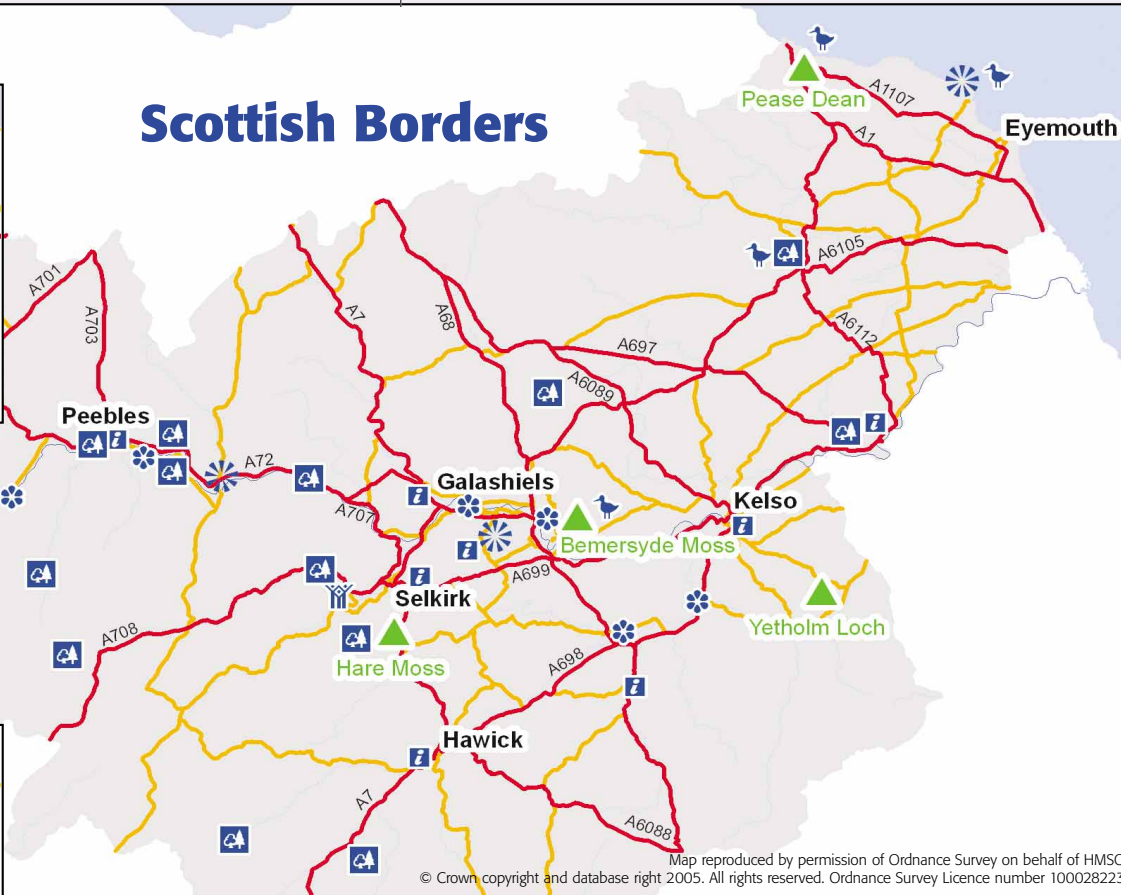 Scottish Borders
Pease Dean
A1107
Eyemouth
A1
A6105
A701
A703
A7
A68
A697
A6112
A6089
Peebles
i
i
A72
Galashiels
i
A707
Kelso
i
Bemersyde Moss
i
A699
i
Selkirk
Yetholm Loch
A708
Hare Moss
A698
i
Hawick
i
A7
A6088
Map reproduced by permission of Ordnance Survey on behalf of HMSO
© Crown copyright and database right 2005. All rights reserved. Ordnance Survey Licence number 100028223